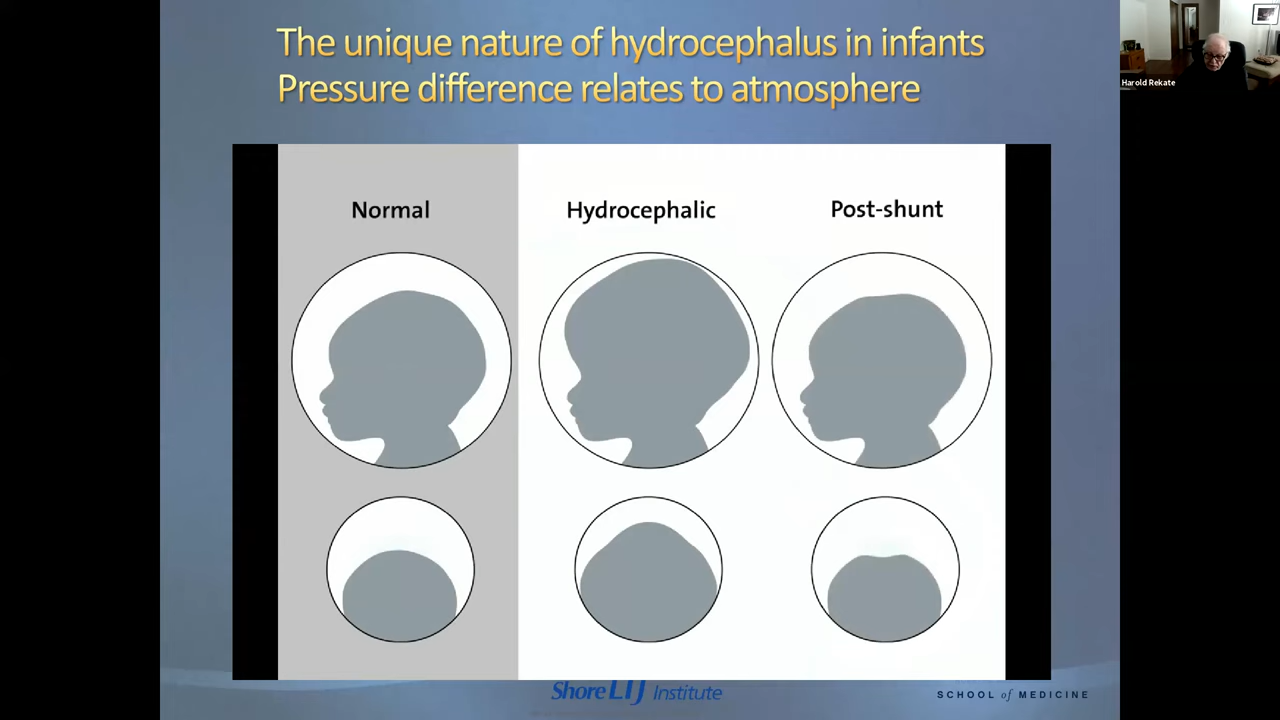 The unique nature of hydrocephalus in infants
Pressure difference relates to atmosphere
Harold Rekate
Normal
Hydrocephalic
Post-shunt
Shore LIJ Institute
SCHOOL of MEDICINE